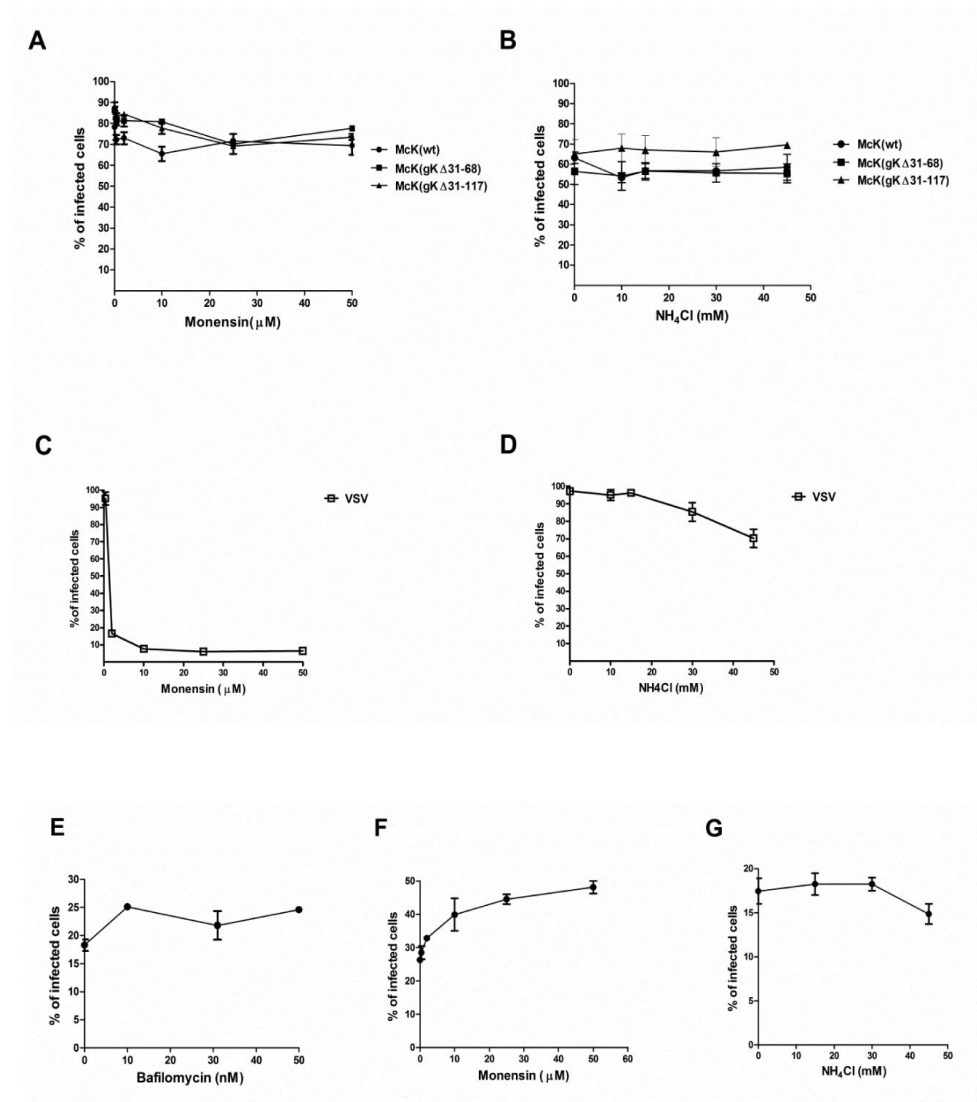 A
100
90
80
70
60
50
40
30
20
10
% of infected cells
0 10 20 30 40 50
Monensin(μM)
McK(wt)
McK(gKΔ31-68)
McK(gKΔ31-117)
B
100
90
80
70
60
50
40
30
20
10
% of infected cells
0 10 20 30 40 50
NH4Cl (mM)
McK(wt)
McK(gKΔ31-68)
McK(gKΔ31-117)
C
100
90
80
70
60
50
40
30
20
10
%of infected cells
0 10 20 30 40 50
Monensin ( μM)
VSV
D
100
90
80
70
60
50
40
30
20
10
0
% of infected cells
0 10 20 30 40 50
NH4Cl (mM)
VSV
E
30
25
20
15
10
5
0
% of infected cells
0 10 20 30 40 50
Bafilomycin (nM)
F
50
40
30
20
10
0
% of infected cells
0 10 20 30 40 50 60
Monensin ( μM)
G
20
15
10
5
0
% of infected cells
0 10 20 30 40 50
NH4Cl (mM)